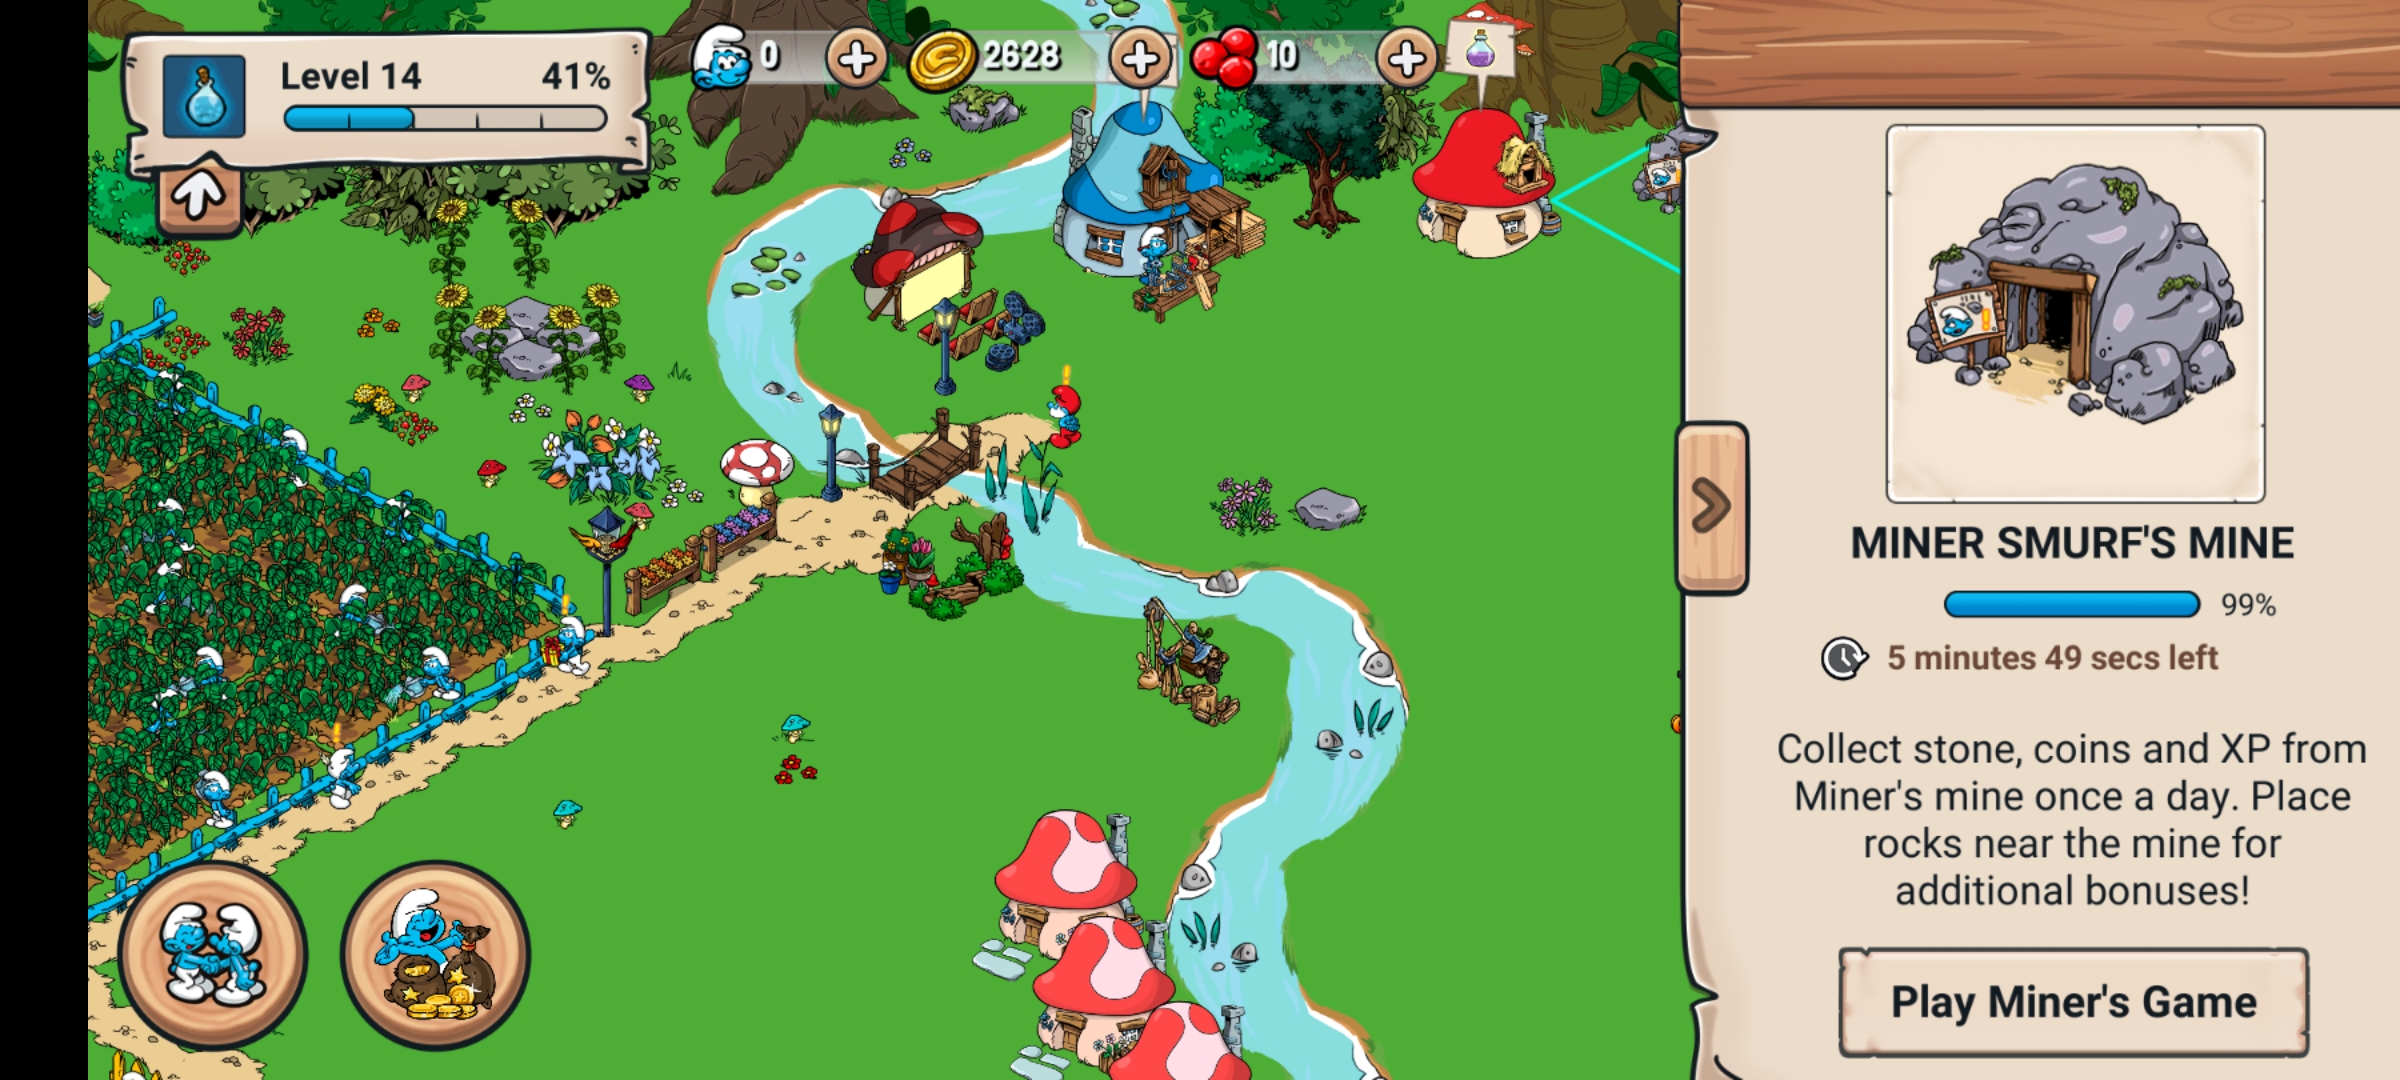 Level 14 41%
0
2628
10
MINER SMURF'S MINE
99%
5 minutes 49 secs left
Collect stone, coins and XP from
Miner's mine once a day. Place
rocks near the mine for
additional bonuses!
Play Miner's Game